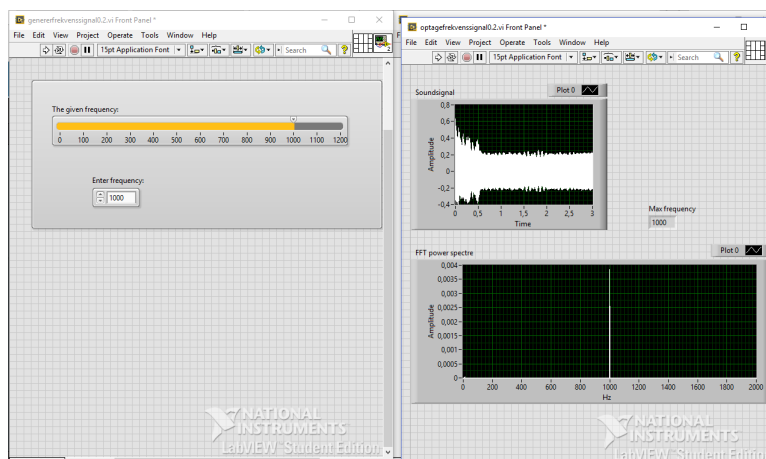 genererfrekvenssignal0.2.vi Front Panel *
File Edit View Project Operate Tools Window Help
15pt Application Font
Search
2
The given frequency:
0 100 200 300 400 500 600 700 800 900 1000 1100 1200
Enter frequency:
1000
NATIONAL
INSTRUMENTS
LabVIEW™ Student Edition
F
optagefrekvenssignal0.2.vi Front Panel *
File Edit View Project Operate Tools Window Help
15pt Application Font
Search
Soundsignal
Plot 0
Amplitude
0,8
0,6
0,4
0,2
0
-0,2
-0,4
0 0,5 1 1,5 2 2,5 3
Time
Max frequency
1000
FFT power spectre
Plot 0
Amplitude
0,004
0,0035
0,003
0,0025
0,002
0,0015
0,001
0,0005
0
0 200 400 600 800 1000 1200 1400 1600 1800 2000
Hz
NATIONAL
INSTRUMENTS
LabVIEW™ Student Edition